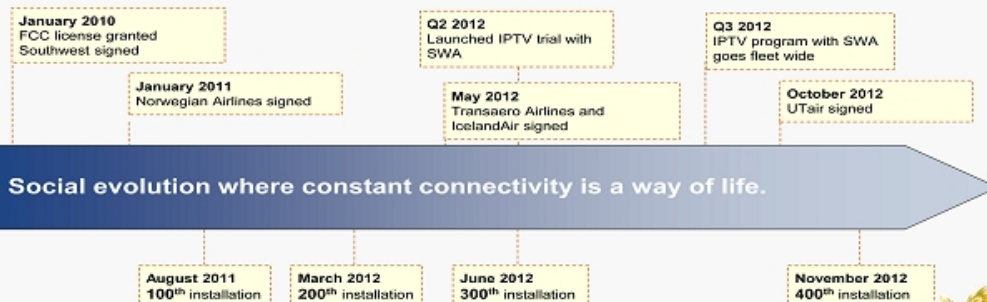 January 2010
FCC license granted
Southwest signed
January 2011
Norwegian Airlines signed
Q2 2012
Launched IPTV trial with
SWA
May 2012
Transaero Airlines and
IcelandAir signed
Q3 2012
IPTV program with SWA
goes fleet wide
October 2012
UTair signed
Social evolution where constant connectivity is a way of life.
August 2011
100th installation
March 2012
200th installation
June 2012
300th installation
November 2012
400th installation